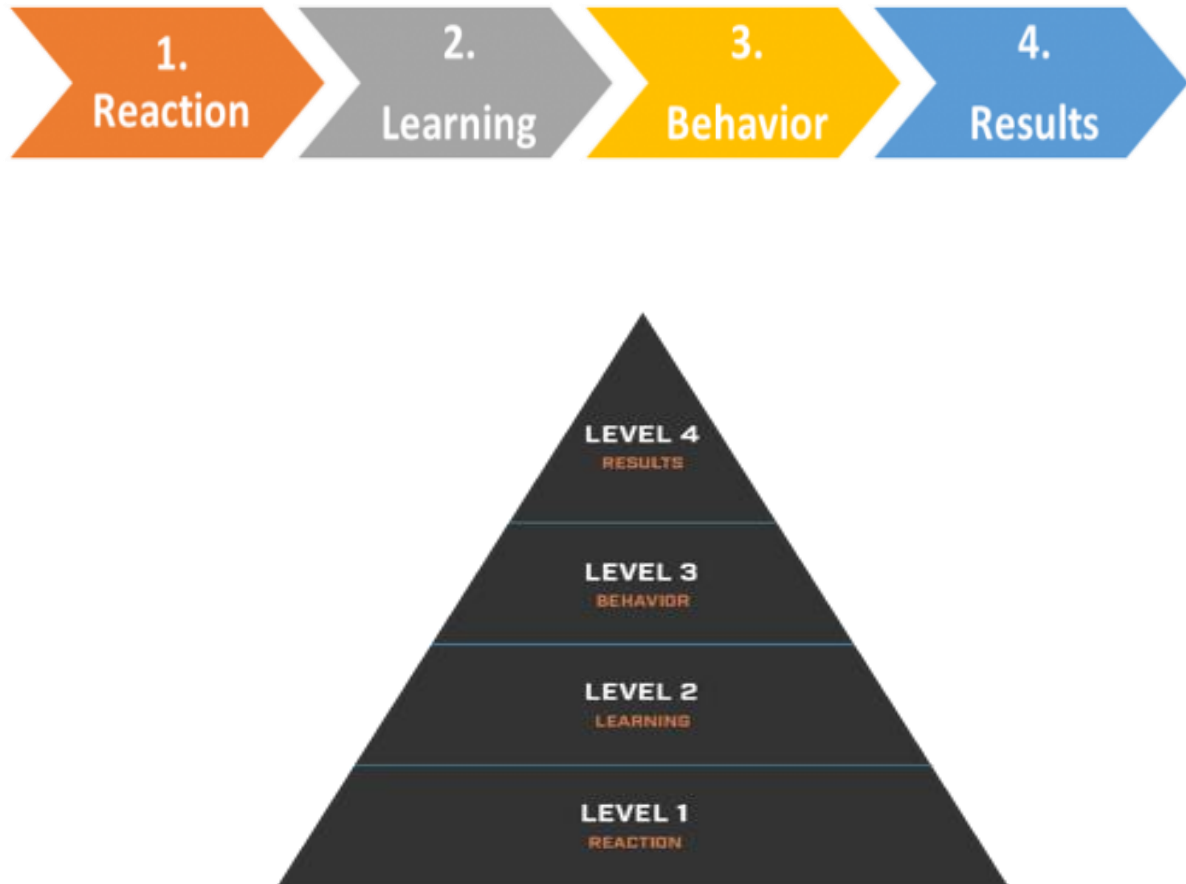 1.
Reaction
2.
Learning
3.
Behavior
4.
Results
LEVEL 4
RESULTS
LEVEL 3
BEHAVIOR
LEVEL 2
LEARNING
LEVEL 1
REACTION